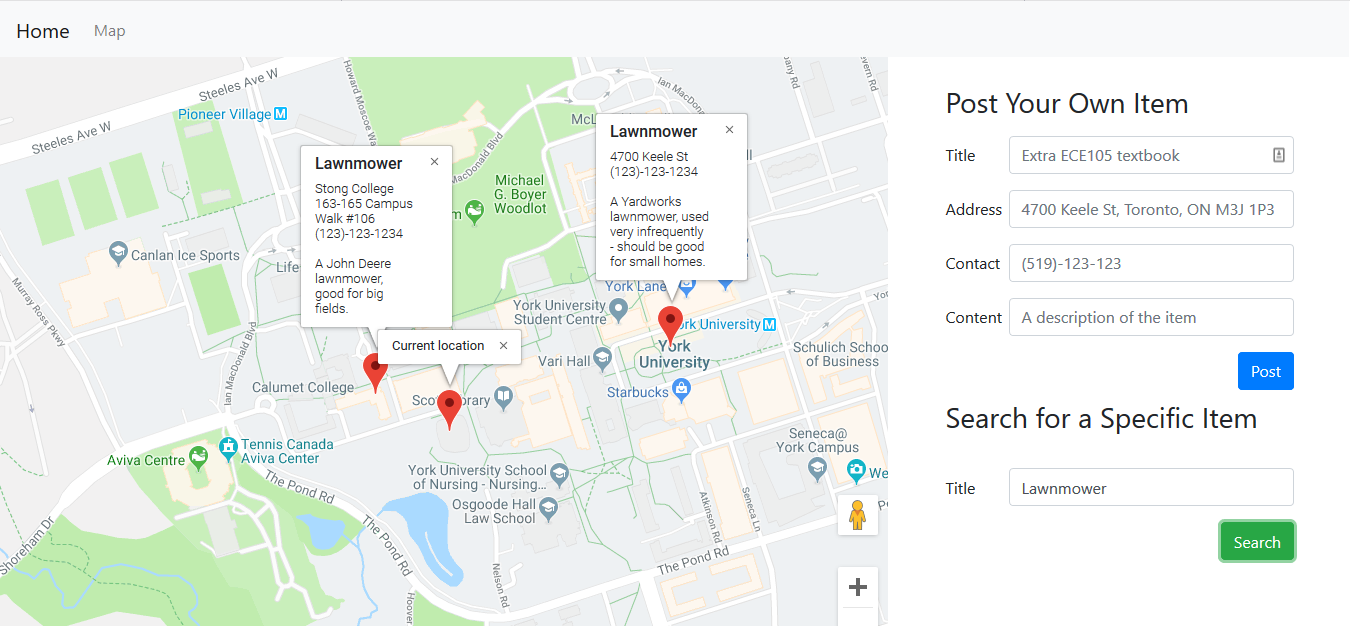 Home
Map
Howard Moscoe Wa
Steeles Ave W
Pioneer Village M
Steeles Ave W
Ian MacDona
McL
MacDonald Blvd
Michael
G. Boyer
Woodlot
m
Lawnmower ×
Stong College
163-165 Campus
Walk #106
(123)-123-1234
A John Deere
lawnmower,
good for big
fields.
Lawnmower ×
4700 Keele St
(123)-123-1234
A Yardworks
lawnmower, used
very infrequently
- should be good
for small homes.
Canlan Ice Sports
Life
Murray Ross Pkwy
York Lane
York University
Student Centre
rk University M
York
University
Current location ×
Vari Hall
Schulich Schoo
of Business
Ian MacDonald Blvd
Calumet College
Scot
brary
Starbucks
Seneca@
York Campus
We
Tennis Canada
Aviva Center
Aviva Centre
York University School
of Nursing - Nursing...
Osgoode Hall
Law School
The Pond Rd
The Pond Rd
The Pond Rd
Shoreham Dr
Nelson Rd
Hoover
Atkinson Rd
Seneca Ln
+
Post Your Own Item
Title Extra ECE105 textbook
Address 4700 Keele St, Toronto, ON M3J 1P3
Contact (519)-123-123
Content A description of the item
Post
Search for a Specific Item
Title Lawnmower
Search